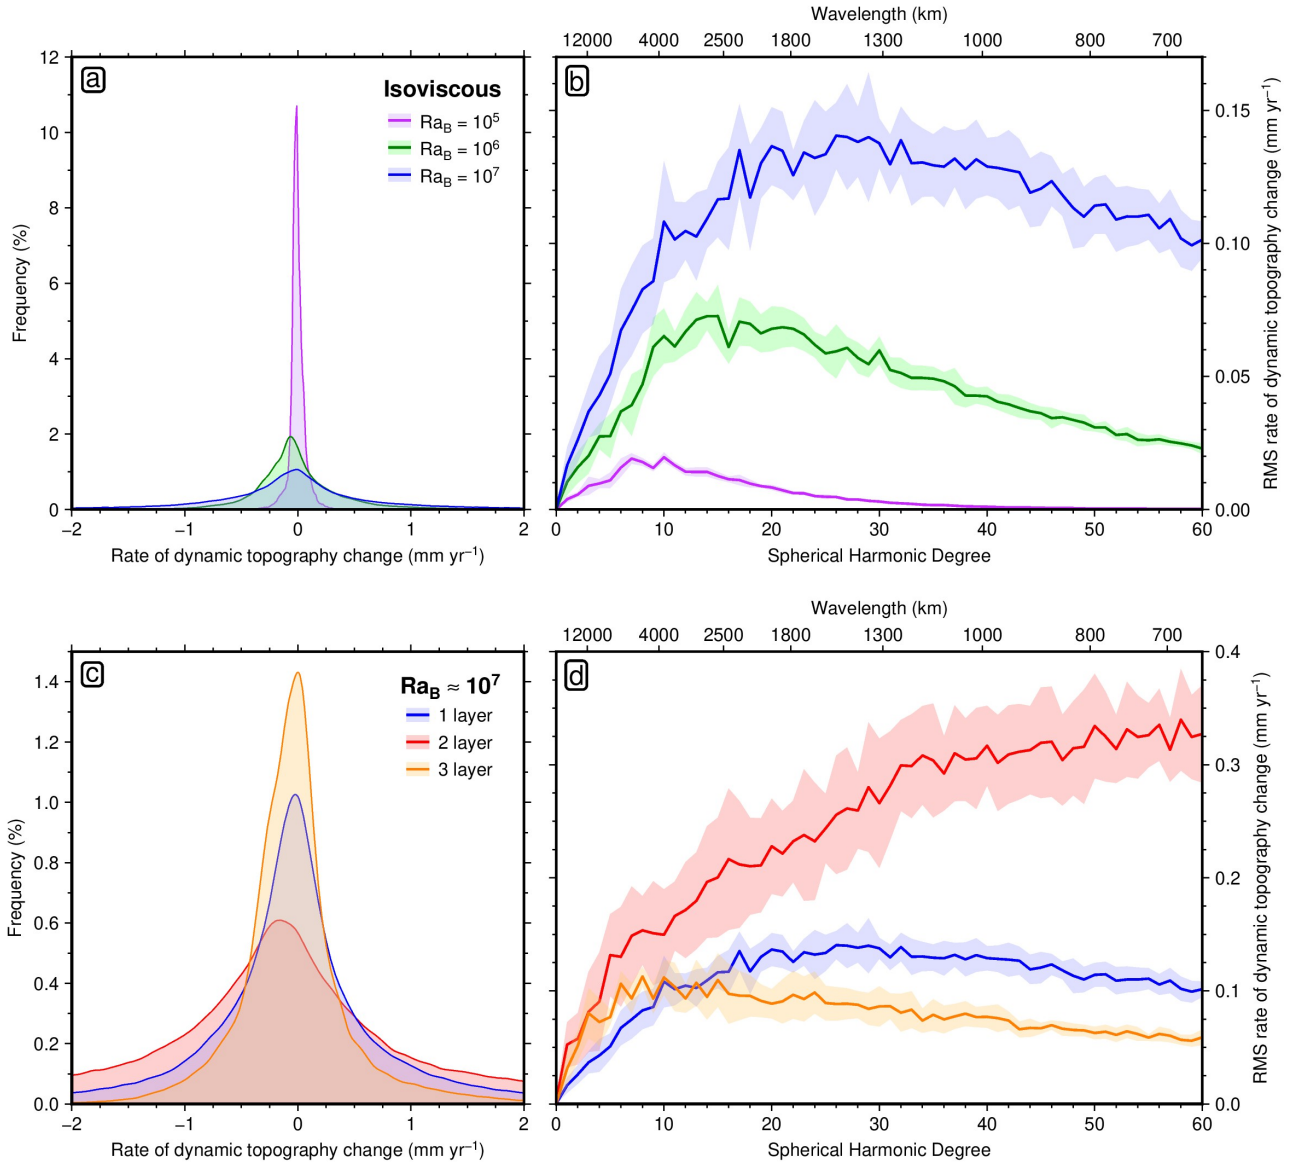 Wavelength (km)
12000 4000 2500 1800 1300 1000 800 700
a
Isoviscous
Ra_B = 10^5
Ra_B = 10^6
Ra_B = 10^7
12
10
8
6
4
2
0
Frequency (%)
−2 −1 0 1 2
Rate of dynamic topography change (mm yr⁻¹)
b
0.15
0.10
0.05
0.00
RMS rate of dynamic topography change (mm yr⁻¹)
0 10 20 30 40 50 60
Spherical Harmonic Degree
Wavelength (km)
12000 4000 2500 1800 1300 1000 800 700
c
Ra_B ≈ 10^7
1 layer
2 layer
3 layer
1.4
1.2
1.0
0.8
0.6
0.4
0.2
0.0
Frequency (%)
−2 −1 0 1 2
Rate of dynamic topography change (mm yr⁻¹)
d
0.4
0.3
0.2
0.1
0.0
RMS rate of dynamic topography change (mm yr⁻¹)
0 10 20 30 40 50 60
Spherical Harmonic Degree